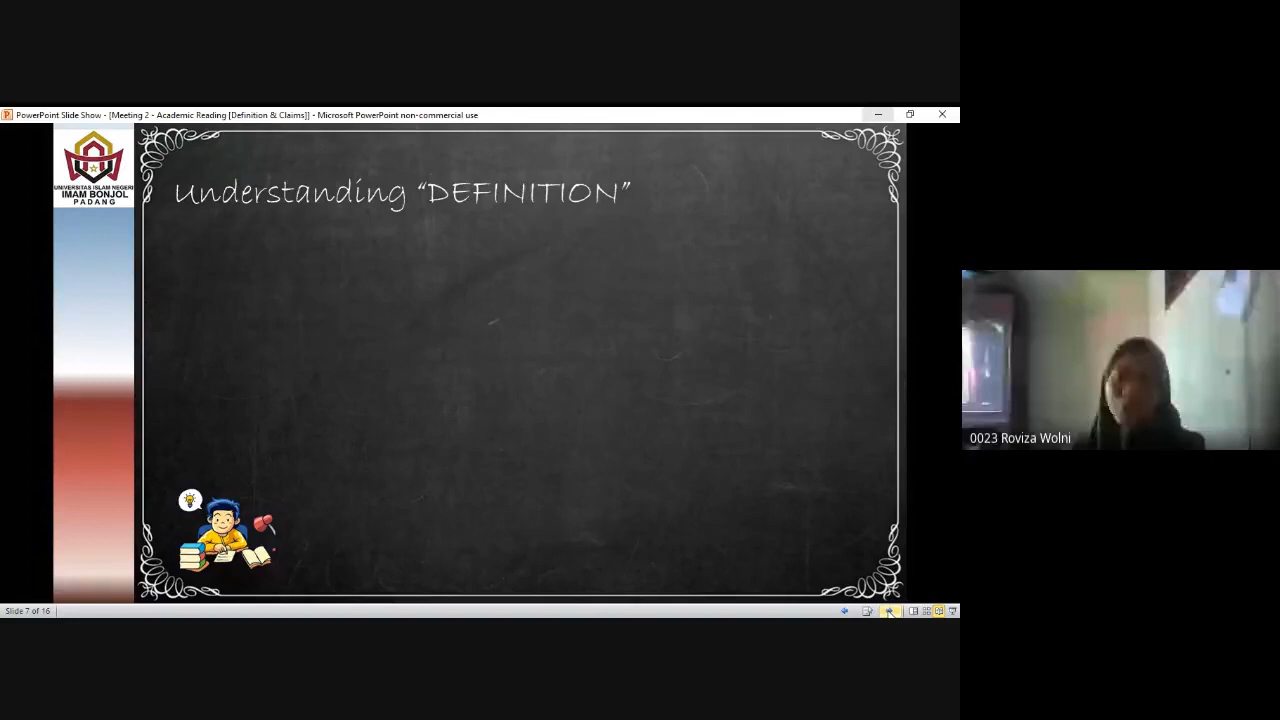 PowerPoint Slide Show - [Meeting 2 - Academic Reading [Definition & Claims]] - Microsoft PowerPoint non-commercial use
UNIVERSITAS ISLAM NEGERI
IMAM BONJOL
PADANG
Understanding “DEFINITION”
0023 Roviza Wolni
Slide 7 of 16